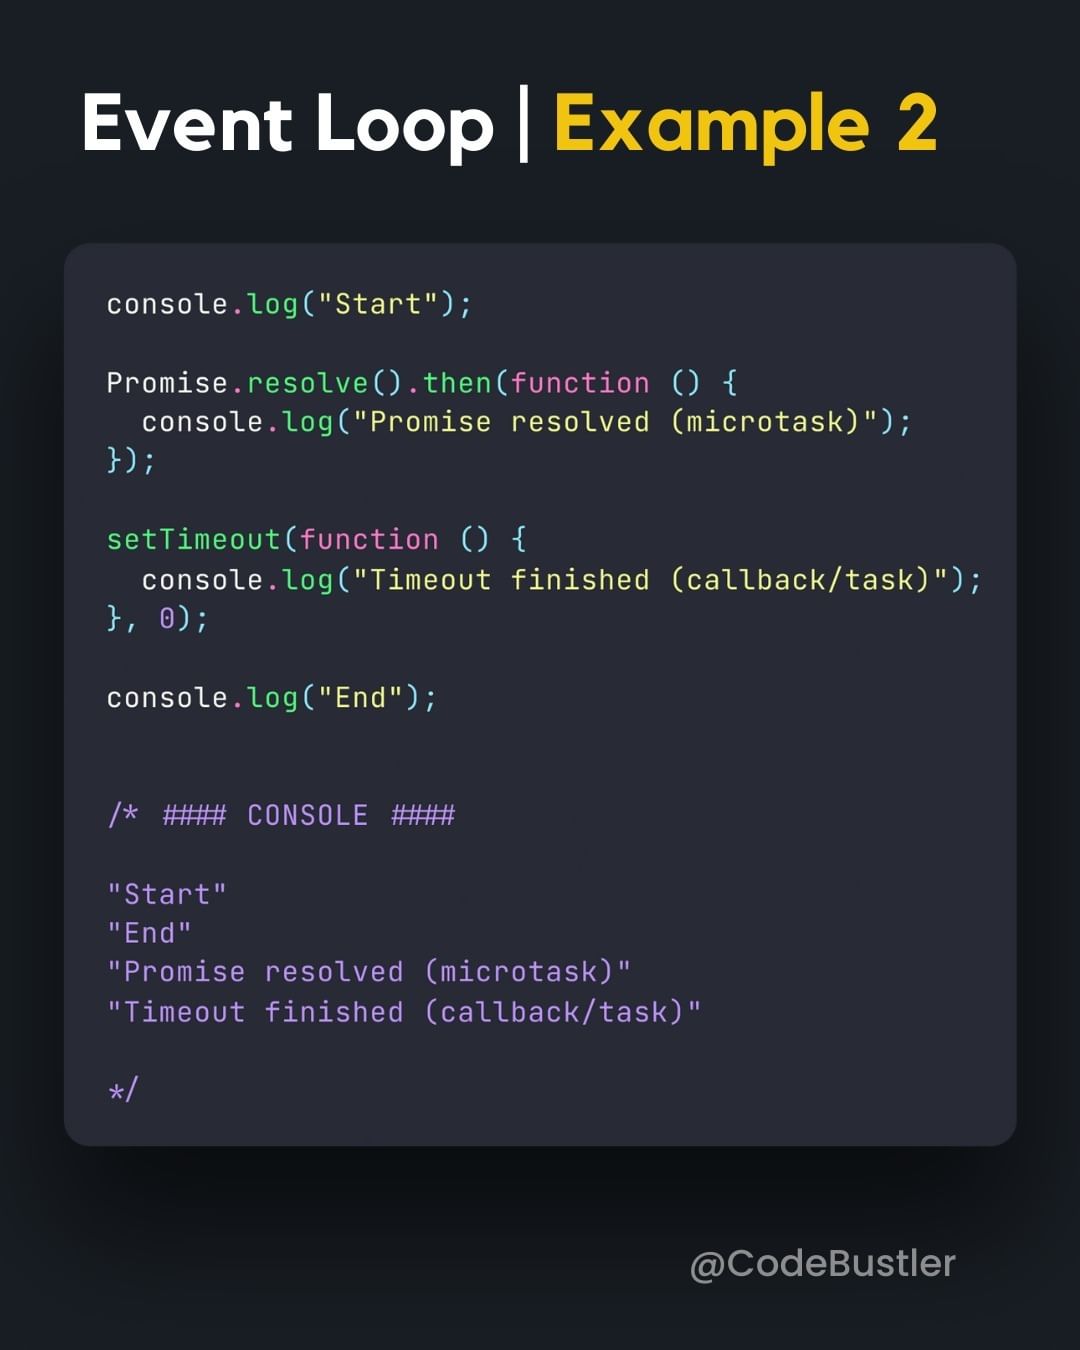 Event Loop | Example 2
console.log("Start");
Promise.resolve().then(function () {
  console.log("Promise resolved (microtask)");
});
setTimeout(function () {
  console.log("Timeout finished (callback/task)");
}, 0);
console.log("End");
/* #### CONSOLE ####
"Start"
"End"
"Promise resolved (microtask)"
"Timeout finished (callback/task)"
*/
@CodeBustler